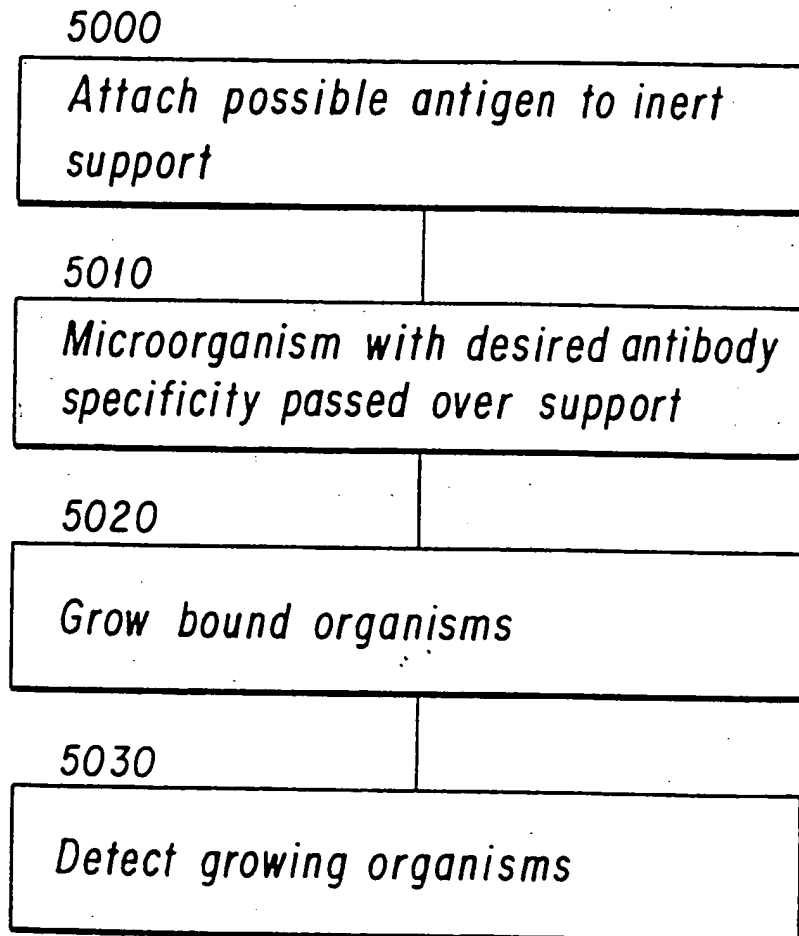 5000
Attach possible antigen to inert
support
5010
Microorganism with desired antibody
specificity passed over support
5020
Grow bound organisms
5030
Detect growing organisms